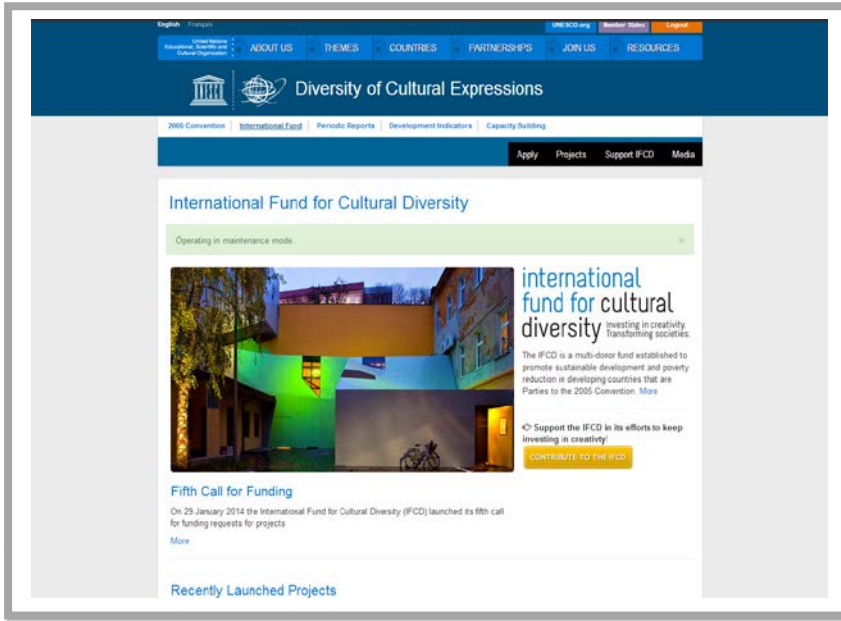 English Français
UNESCO.org Member States Logout
United Nations
Educational, Scientific and
Cultural Organization
ABOUT US THEMES COUNTRIES PARTNERSHIPS JOIN US RESOURCES
Diversity of Cultural Expressions
2005 Convention International Fund Periodic Reports Development Indicators Capacity Building
Apply Projects Support IFCD Media
International Fund for Cultural Diversity
Operating in maintenance mode.
×
international
fund for cultural
diversity Investing in creativity.
Transforming societies.
The IFCD is a multi-donor fund established to
promote sustainable development and poverty
reduction in developing countries that are
Parties to the 2005 Convention. More
Support the IFCD in its efforts to keep
investing in creativty!
CONTRIBUTE TO THE IFCD
Fifth Call for Funding
On 29 January 2014 the International Fund for Cultural Diversity (IFCD) launched its fifth call
for funding requests for projects
More
Recently Launched Projects